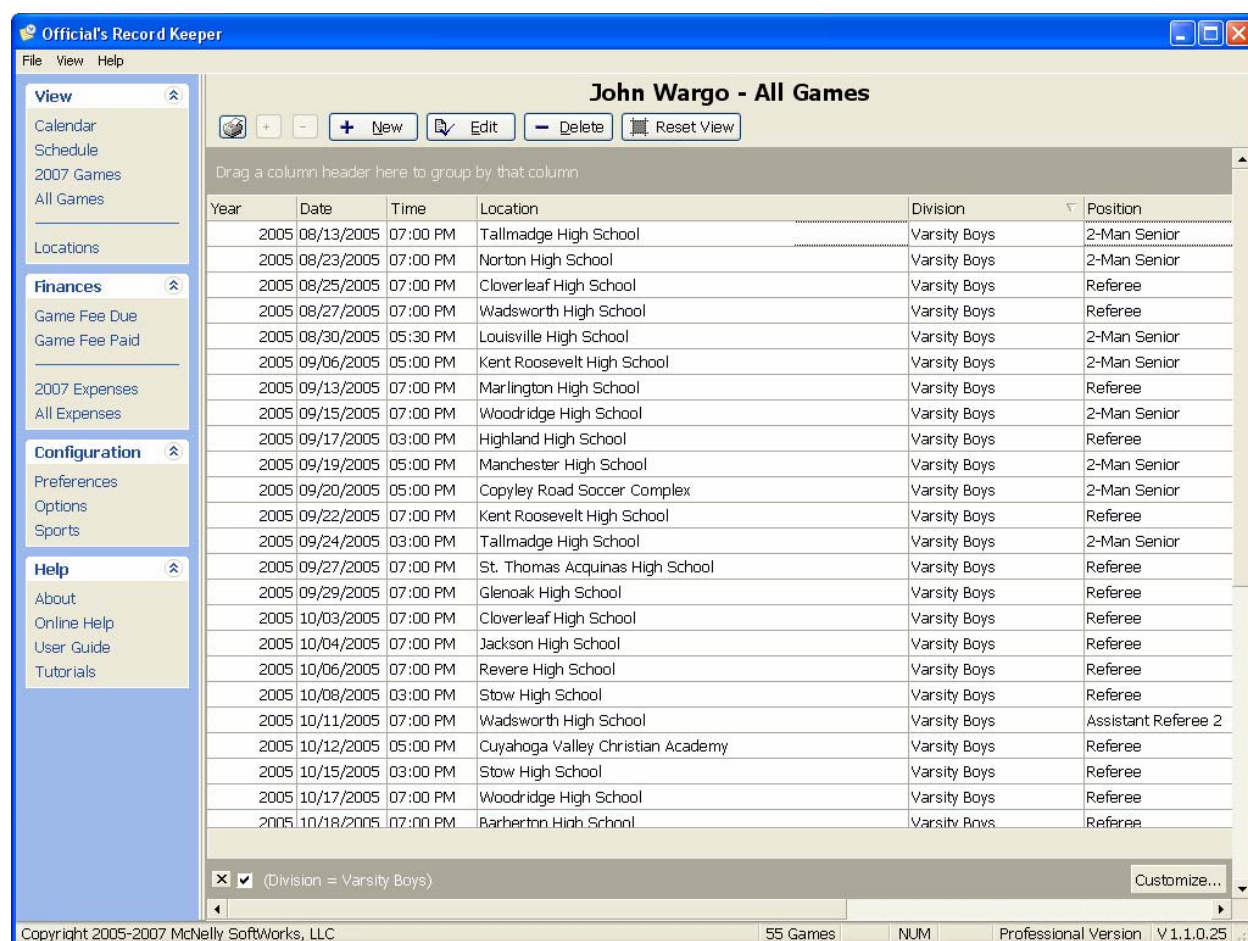 Official's Record Keeper
File View Help
View
Calendar
Schedule
2007 Games
All Games
Locations
Finances
Game Fee Due
Game Fee Paid
2007 Expenses
All Expenses
Configuration
Preferences
Options
Sports
Help
About
Online Help
User Guide
Tutorials
John Wargo - All Games
+ - + New Edit - Delete Reset View
Drag a column header here to group by that column
Year Date Time Location Division Position
2005 08/13/2005 07:00 PM Tallmadge High School Varsity Boys 2-Man Senior
2005 08/23/2005 07:00 PM Norton High School Varsity Boys 2-Man Senior
2005 08/25/2005 07:00 PM Cloverleaf High School Varsity Boys Referee
2005 08/27/2005 07:00 PM Wadsworth High School Varsity Boys Referee
2005 08/30/2005 05:30 PM Louisville High School Varsity Boys 2-Man Senior
2005 09/06/2005 05:00 PM Kent Roosevelt High School Varsity Boys 2-Man Senior
2005 09/13/2005 07:00 PM Marlington High School Varsity Boys Referee
2005 09/15/2005 07:00 PM Woodridge High School Varsity Boys 2-Man Senior
2005 09/17/2005 03:00 PM Highland High School Varsity Boys Referee
2005 09/19/2005 05:00 PM Manchester High School Varsity Boys 2-Man Senior
2005 09/20/2005 05:00 PM Copyley Road Soccer Complex Varsity Boys 2-Man Senior
2005 09/22/2005 07:00 PM Kent Roosevelt High School Varsity Boys Referee
2005 09/24/2005 03:00 PM Tallmadge High School Varsity Boys 2-Man Senior
2005 09/27/2005 07:00 PM St. Thomas Acquinas High School Varsity Boys Referee
2005 09/29/2005 07:00 PM Glenoak High School Varsity Boys Referee
2005 10/03/2005 07:00 PM Cloverleaf High School Varsity Boys Referee
2005 10/04/2005 07:00 PM Jackson High School Varsity Boys Referee
2005 10/06/2005 07:00 PM Revere High School Varsity Boys Referee
2005 10/08/2005 03:00 PM Stow High School Varsity Boys Referee
2005 10/11/2005 07:00 PM Wadsworth High School Varsity Boys Assistant Referee 2
2005 10/12/2005 05:00 PM Cuyahoga Valley Christian Academy Varsity Boys Referee
2005 10/15/2005 03:00 PM Stow High School Varsity Boys Referee
2005 10/17/2005 07:00 PM Woodridge High School Varsity Boys Referee
2005 10/18/2005 07:00 PM Barberton High School Varsity Boys Referee
(Division = Varsity Boys) Customize...
Copyright 2005-2007 McNelly SoftWorks, LLC 55 Games NUM Professional Version V 1.1.0.25